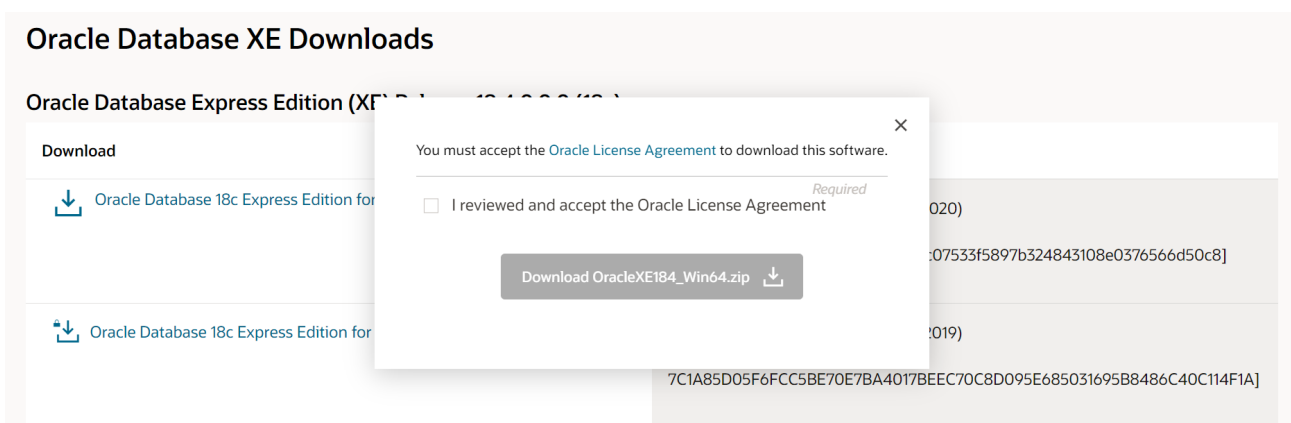 Oracle Database XE Downloads
Oracle Database Express Edition (XE)
Download
You must accept the Oracle License Agreement to download this software.
Required
I reviewed and accept the Oracle License Agreement
Download OracleXE184_Win64.zip
Oracle Database 18c Express Edition for
020)
07533f5897b324843108e0376566d50c8]
Oracle Database 18c Express Edition for
2019)
7C1A85D05F6FCC5BE70E7BA4017BEEC70C8D095E685031695B8486C40C114F1A]